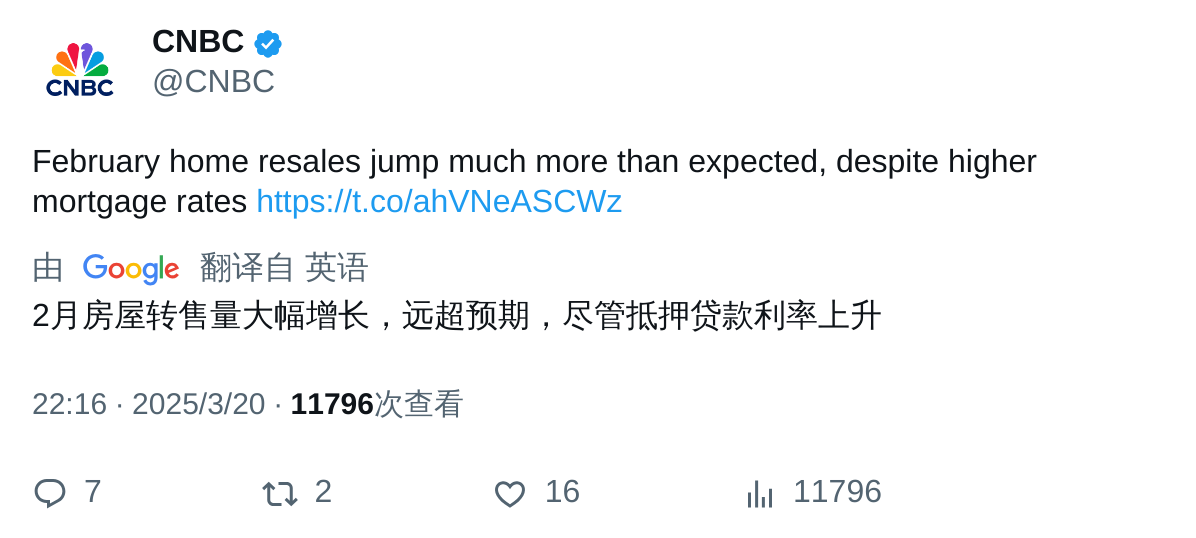 CNBC
CNBC
@CNBC
February home resales jump much more than expected, despite higher
mortgage rates https://t.co/ahVNeASCWz
由 Google 翻译自 英语
2月房屋转售量大幅增长，远超预期，尽管抵押贷款利率上升
22:16 · 2025/3/20 · 11796次查看
7 2 16 11796